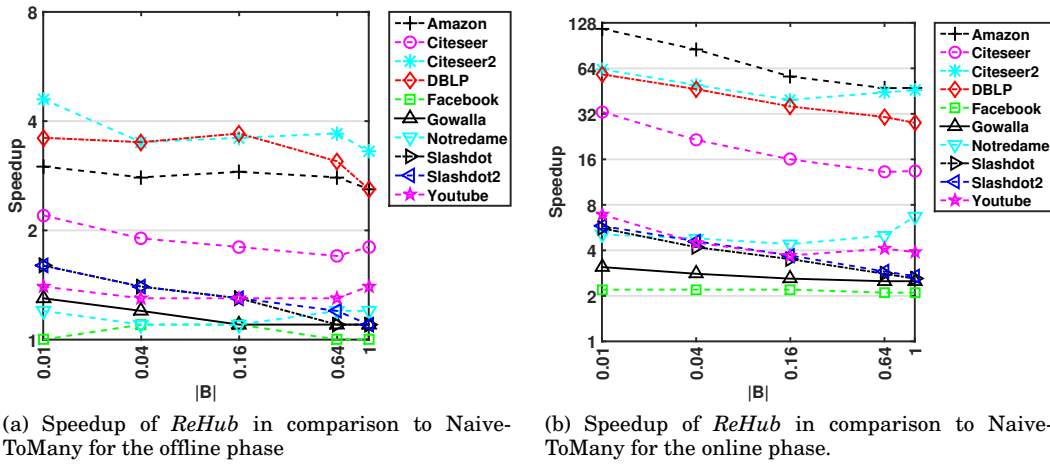 8
4
2
1
Speedup
0.01
0.04
0.16
0.64
1
|B|
Amazon
Citeseer
Citeseer2
DBLP
Facebook
Gowalla
Notredame
Slashdot
Slashdot2
Youtube
(a) Speedup of ReHub in comparison to Naive-
ToMany for the offline phase
128
64
32
16
8
4
2
1
Speedup
0.01
0.04
0.16
0.64
1
|B|
Amazon
Citeseer
Citeseer2
DBLP
Facebook
Gowalla
Notredame
Slashdot
Slashdot2
Youtube
(b) Speedup of ReHub in comparison to Naive-
ToMany for the online phase.